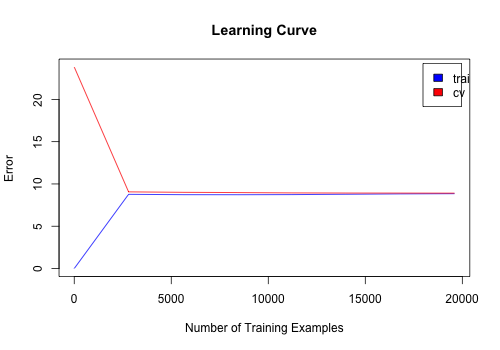 Learning Curve
trai
cv
20
15
10
5
0
Error
0 5000 10000 15000 20000
Number of Training Examples